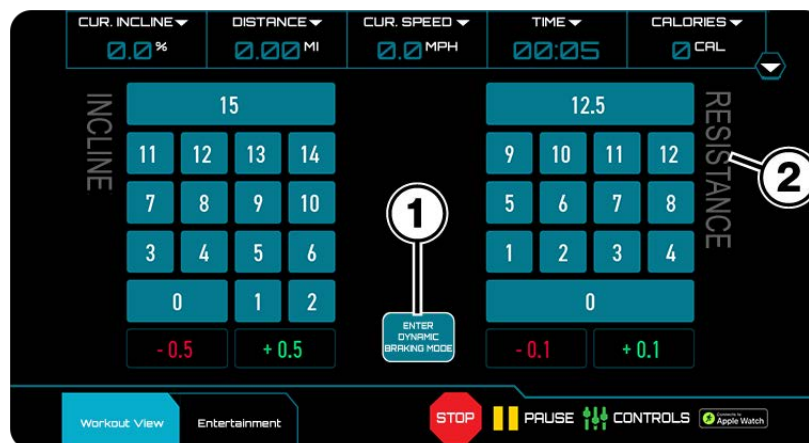 CUR. INCLINE DISTANCE CUR. SPEED TIME CALORIES
0.0 % 0.00 MI 0.0 MPH 00:05 0 CAL
INCLINE
15
11 12 13 14
7 8 9 10
3 4 5 6
0 1 2
- 0.5 + 0.5
1
ENTER
DYNAMIC
BRAKING MODE
12.5
9 10 11 12
5 6 7 8
1 2 3 4
0
- 0.1 + 0.1
RESISTANCE
2
Workout View Entertainment STOP PAUSE CONTROLS Connects to
Apple Watch